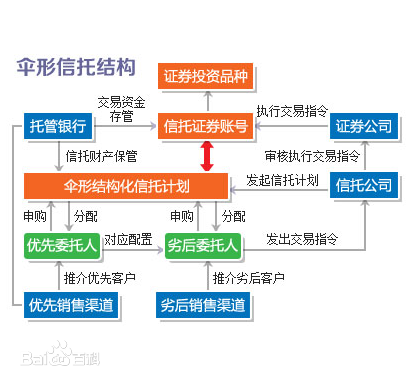 伞形信托结构
证券投资品种
交易资金
存管
执行交易指令
托管银行
信托证券账号
证券公司
信托财产保管
审核执行交易指令
伞形结构化信托计划
发起信托计划
信托公司
申购
分配
申购
分配
优先委托人
对应配置
劣后委托人
发出交易指令
推介优先客户
推介劣后客户
优先销售渠道
劣后销售渠道
Bai百科